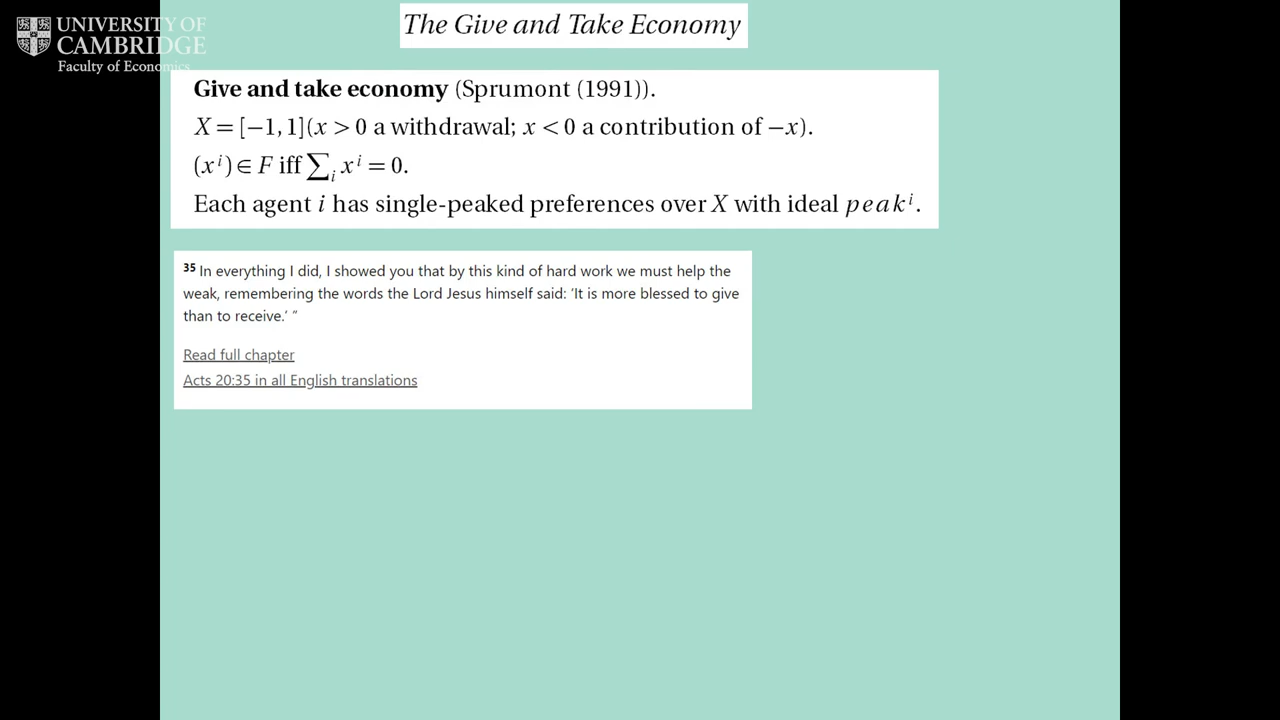 UNIVERSITY OF
CAMBRIDGE
Faculty of Economics
The Give and Take Economy
Give and take economy (Sprumont (1991)).
X = [−1, 1](x > 0 a withdrawal; x < 0 a contribution of −x).
(xⁱ) ∈ F iff ∑ᵢ xⁱ = 0.
Each agent i has single-peaked preferences over X with ideal peakⁱ.
35 In everything I did, I showed you that by this kind of hard work we must help the
weak, remembering the words the Lord Jesus himself said: ‘It is more blessed to give
than to receive.’ ”
Read full chapter
Acts 20:35 in all English translations